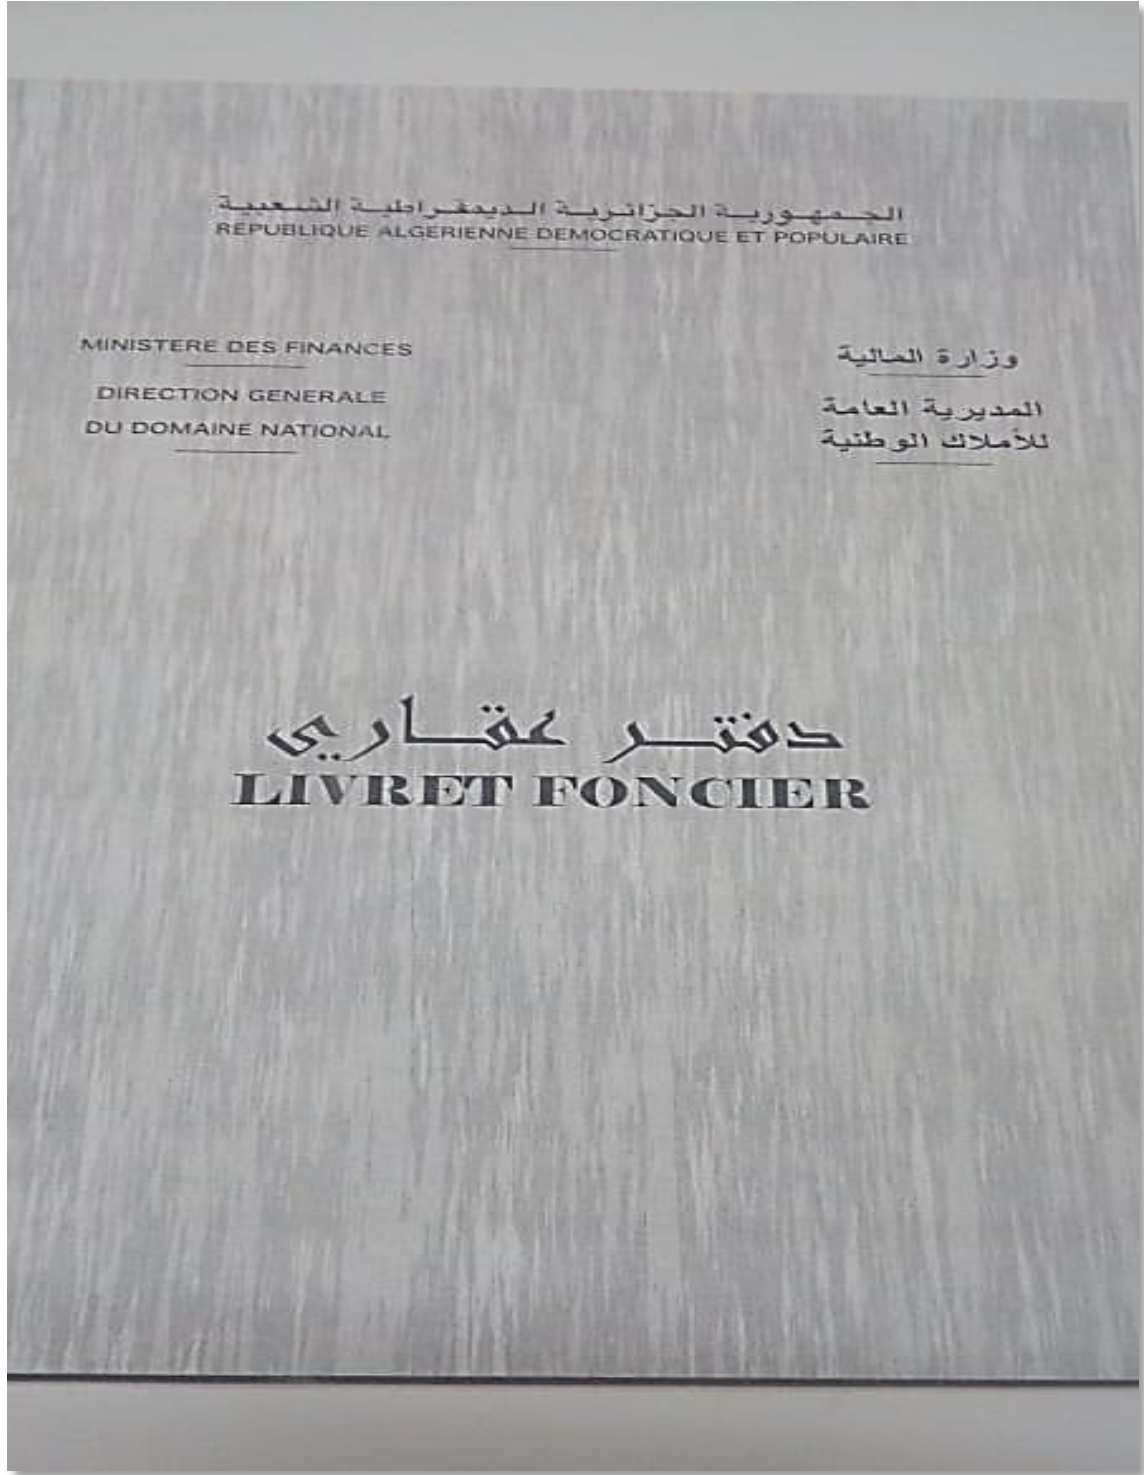 الجمهورية الجزائرية الديمقراطية الشعبية
REPUBLIQUE ALGERIENNE DEMOCRATIQUE ET POPULAIRE
MINISTERE DES FINANCES
DIRECTION GENERALE
DU DOMAINE NATIONAL
وزارة المالية
المديرية العامة
للأملاك الوطنية
دفتر عقاري
LIVRET FONCIER